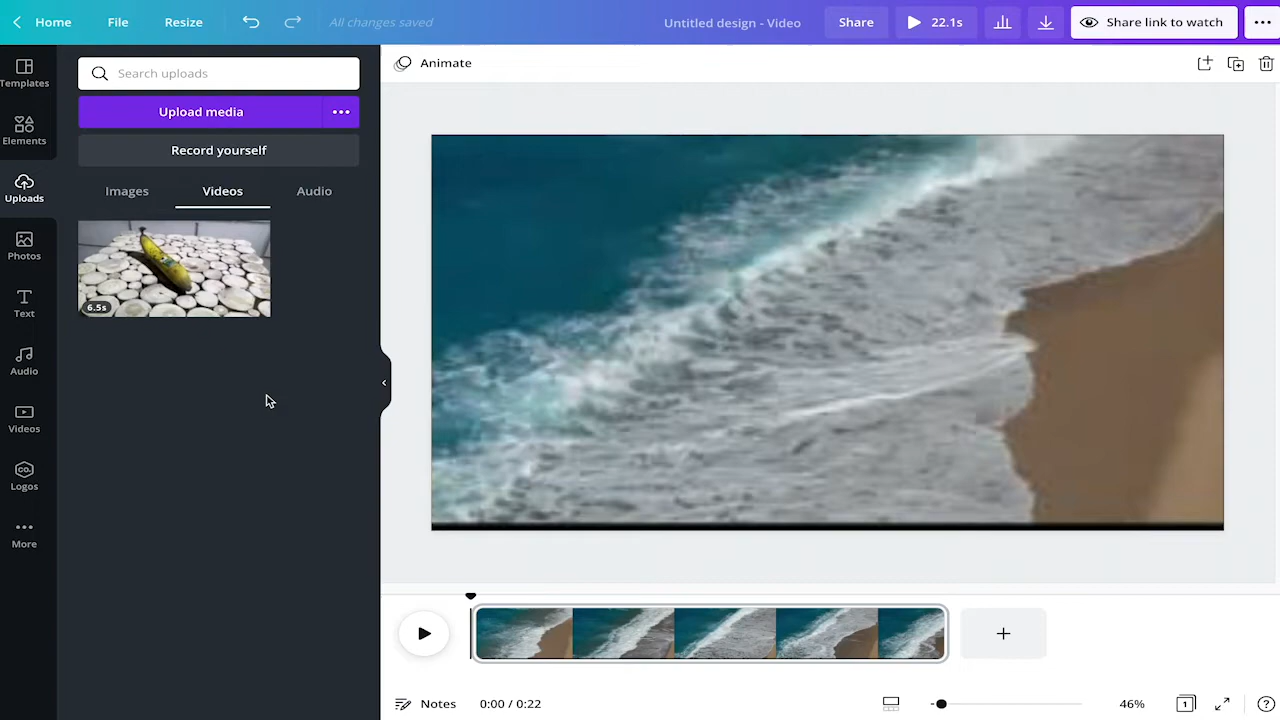 Home File Resize All changes saved Untitled design - Video Share 22.1s Share link to watch
Templates
Elements
Uploads
Photos
Text
Audio
Videos
CO.
Logos
More
Search uploads
Upload media
Record yourself
Images Videos Audio
6.5s
Animate
Notes 0:00 / 0:22 46% 1 ?